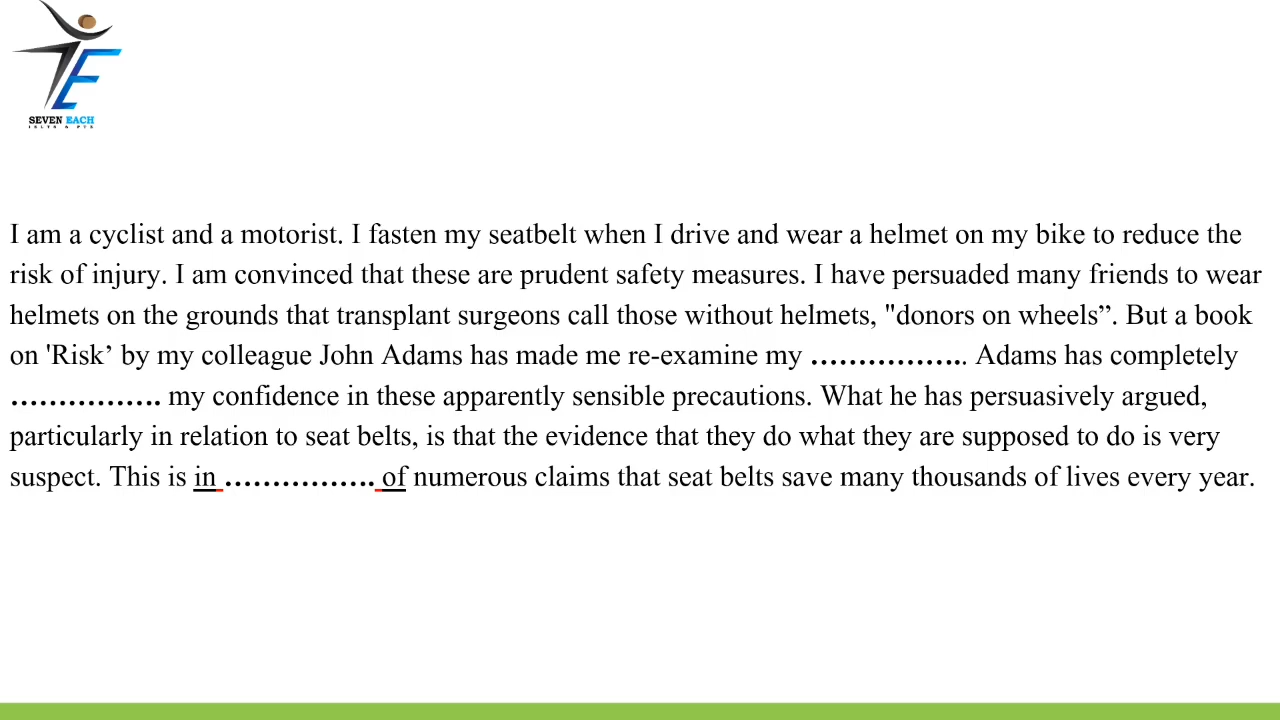 SEVEN EACH
IELTS & PTE
I am a cyclist and a motorist. I fasten my seatbelt when I drive and wear a helmet on my bike to reduce the
risk of injury. I am convinced that these are prudent safety measures. I have persuaded many friends to wear
helmets on the grounds that transplant surgeons call those without helmets, "donors on wheels”. But a book
on 'Risk’ by my colleague John Adams has made me re-examine my …………….. Adams has completely
……………. my confidence in these apparently sensible precautions. What he has persuasively argued,
particularly in relation to seat belts, is that the evidence that they do what they are supposed to do is very
suspect. This is in ……………. of numerous claims that seat belts save many thousands of lives every year.